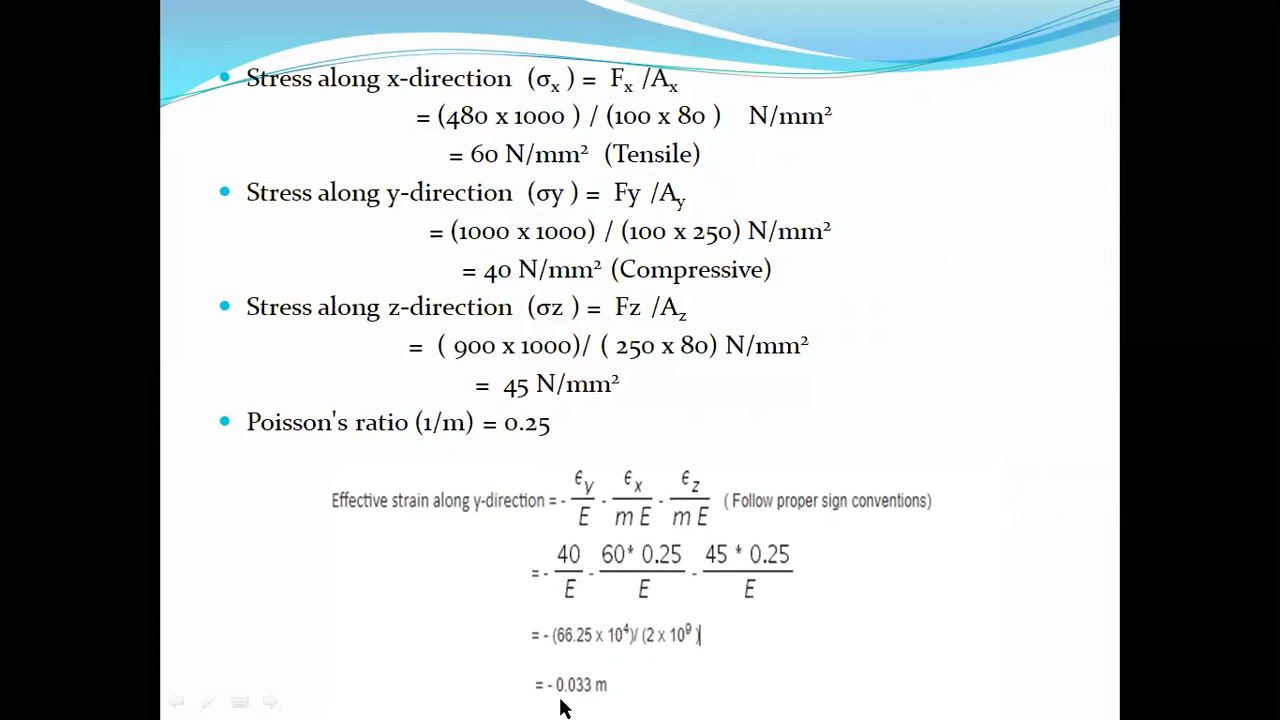 • Stress along x-direction (σx ) = Fx /Ax
= (480 x 1000 ) / (100 x 80 ) N/mm²
= 60 N/mm² (Tensile)
• Stress along y-direction (σy ) = Fy /Ay
= (1000 x 1000) / (100 x 250) N/mm²
= 40 N/mm² (Compressive)
• Stress along z-direction (σz ) = Fz /Az
= ( 900 x 1000)/ ( 250 x 80) N/mm²
= 45 N/mm²
• Poisson's ratio (1/m) = 0.25
Effective strain along y-direction = - ϵy/E - ϵx/m E - ϵz/m E ( Follow proper sign conventions)
= - 40/E - 60* 0.25/E - 45 * 0.25/E
= - (66.25 x 10⁴)/ (2 x 10⁹ )
= - 0.033 m